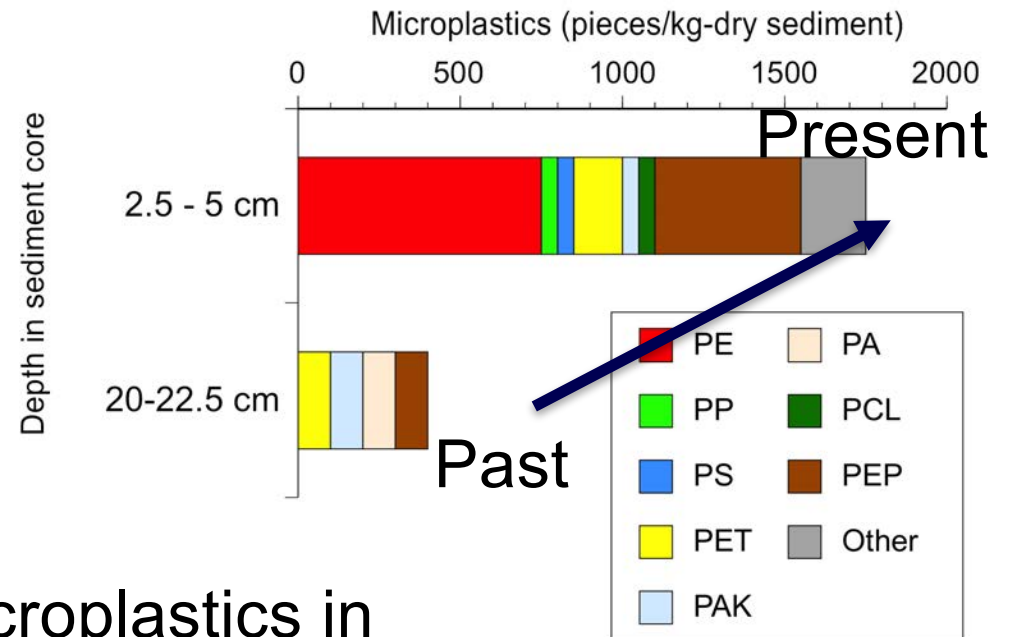 Microplastics (pieces/kg-dry sediment)
0 500 1000 1500 2000
Depth in sediment core
Present
2.5 - 5 cm
20-22.5 cm
Past
PE PA
PP PCL
PS PEP
PET Other
PAK
croplastics in